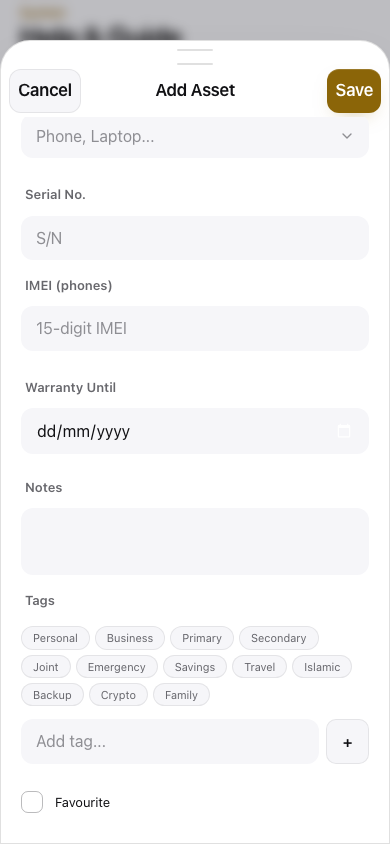 Cancel
Add Asset
Save
Phone, Laptop...
Serial No.
S/N
IMEI (phones)
15-digit IMEI
Warranty Until
dd/mm/yyyy
Notes
Tags
Personal Business Primary Secondary
Joint Emergency Savings Travel Islamic
Backup Crypto Family
Add tag...
+
Favourite